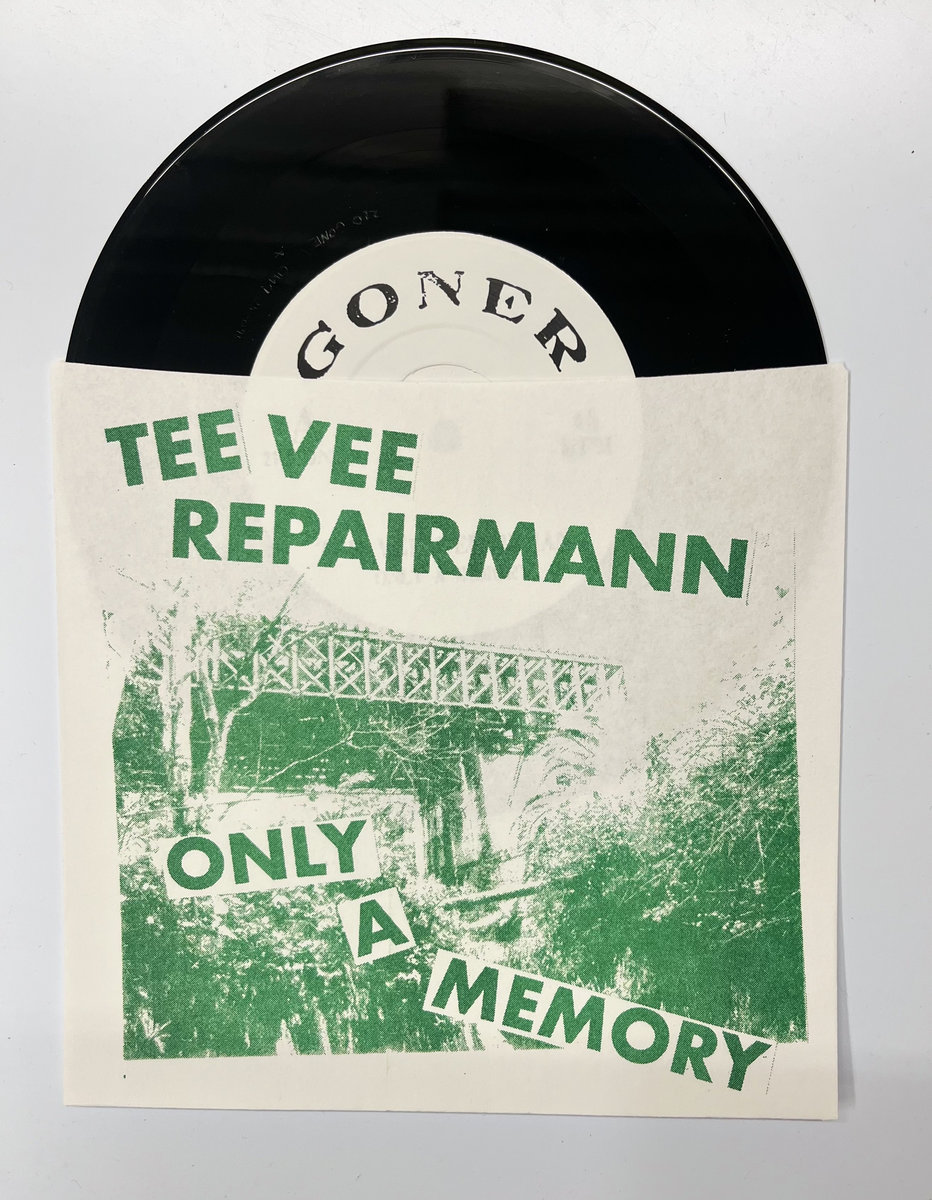 GONER
TEE VEE
REPAIRMANN
ONLY
A
MEMORY